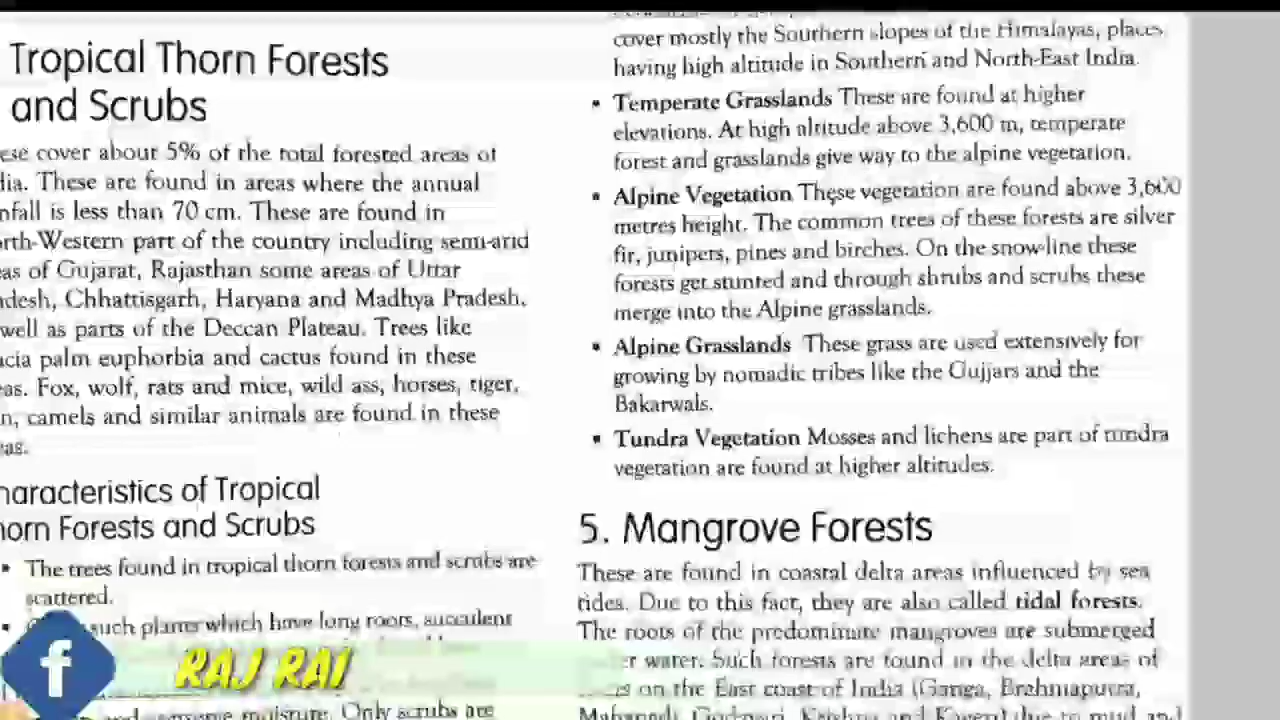 Tropical Thorn Forests
and Scrubs
ese cover about 5% of the total forested areas of
dia. These are found in areas where the annual
nfall is less than 70 cm. These are found in
rth-Western part of the country including semi-arid
as of Gujarat, Rajasthan some areas of Uttar
adesh, Chhattisgarh, Haryana and Madhya Pradesh,
well as parts of the Deccan Plateau. Trees like
acia palm euphorbia and cactus found in these
eas. Fox, wolf, rats and mice, wild ass, horses, tiger,
n, camels and similar animals are found in these
eas.
haracteristics of Tropical
horn Forests and Scrubs
• The trees found in tropical thorn forests and scrubs are
scattered.
such plants which have long roots, succulent
f
RAJ RAI
moisture. Only scrubs are
cover mostly the Southern slopes of the Himalayas, places
having high altitude in Southern and North-East India.
▪ Temperate Grasslands These are found at higher
elevations. At high altitude above 3,600 m, temperate
forest and grasslands give way to the alpine vegetation.
▪ Alpine Vegetation These vegetation are found above 3,600
metres height. The common trees of these forests are silver
fir, junipers, pines and birches. On the snow-line these
forests get stunted and through shrubs and scrubs these
merge into the Alpine grasslands.
▪ Alpine Grasslands These grass are used extensively for
growing by nomadic tribes like the Gujjars and the
Bakarwals.
▪ Tundra Vegetation Mosses and lichens are part of tundra
vegetation are found at higher altitudes.
5. Mangrove Forests
These are found in coastal delta areas influenced by sea
tides. Due to this fact, they are also called tidal forests.
The roots of the predominate mangroves are submerged
water. Such forests are found in the delta areas of
on the East coast of India (Ganga, Brahmaputra,
Mahanadi, Godavari, Krishna and Kaveri) due to mud and